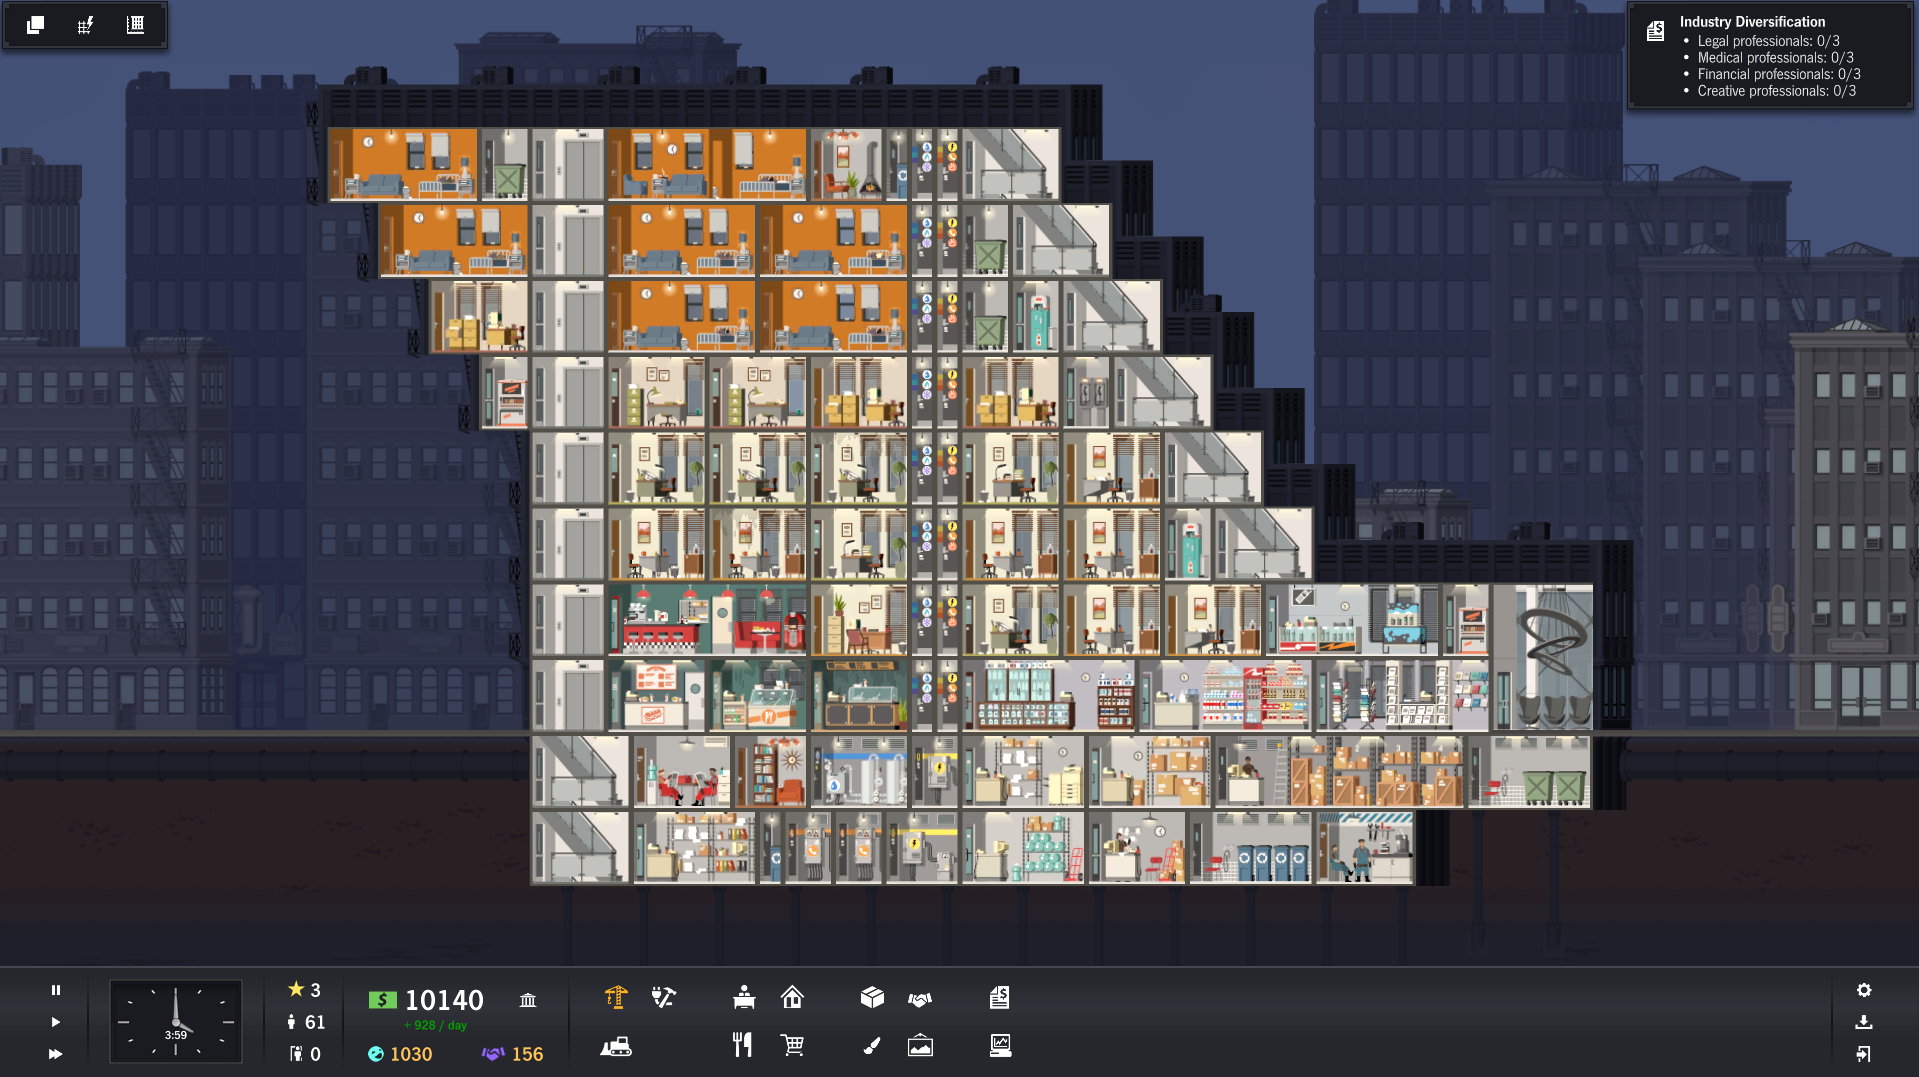 Industry Diversification
• Legal professionals: 0/3
• Medical professionals: 0/3
• Financial professionals: 0/3
• Creative professionals: 0/3
3:59
3
61
0
$ 10140
+ 928 / day
1030
156